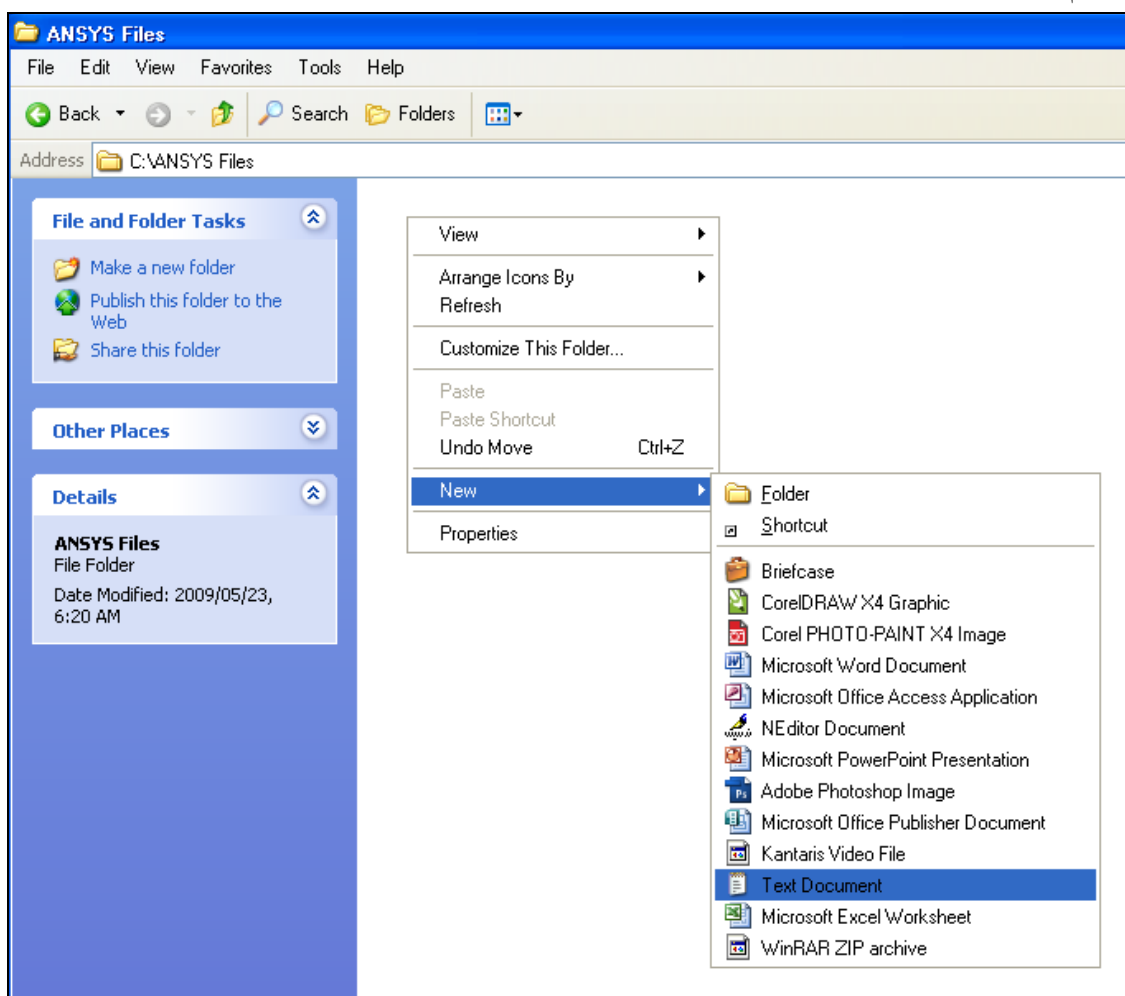 ANSYS Files
File Edit View Favorites Tools Help
Back Search Folders
Address C:\ANSYS Files
File and Folder Tasks
Make a new folder
Publish this folder to the
Web
Share this folder
Other Places
Details
ANSYS Files
File Folder
Date Modified: 2009/05/23,
6:20 AM
View
Arrange Icons By
Refresh
Customize This Folder...
Paste
Paste Shortcut
Undo Move Ctrl+Z
New
Properties
Folder
Shortcut
Briefcase
CorelDRAW X4 Graphic
Corel PHOTO-PAINT X4 Image
Microsoft Word Document
Microsoft Office Access Application
NEditor Document
Microsoft PowerPoint Presentation
Adobe Photoshop Image
Microsoft Office Publisher Document
Kantaris Video File
Text Document
Microsoft Excel Worksheet
WinRAR ZIP archive